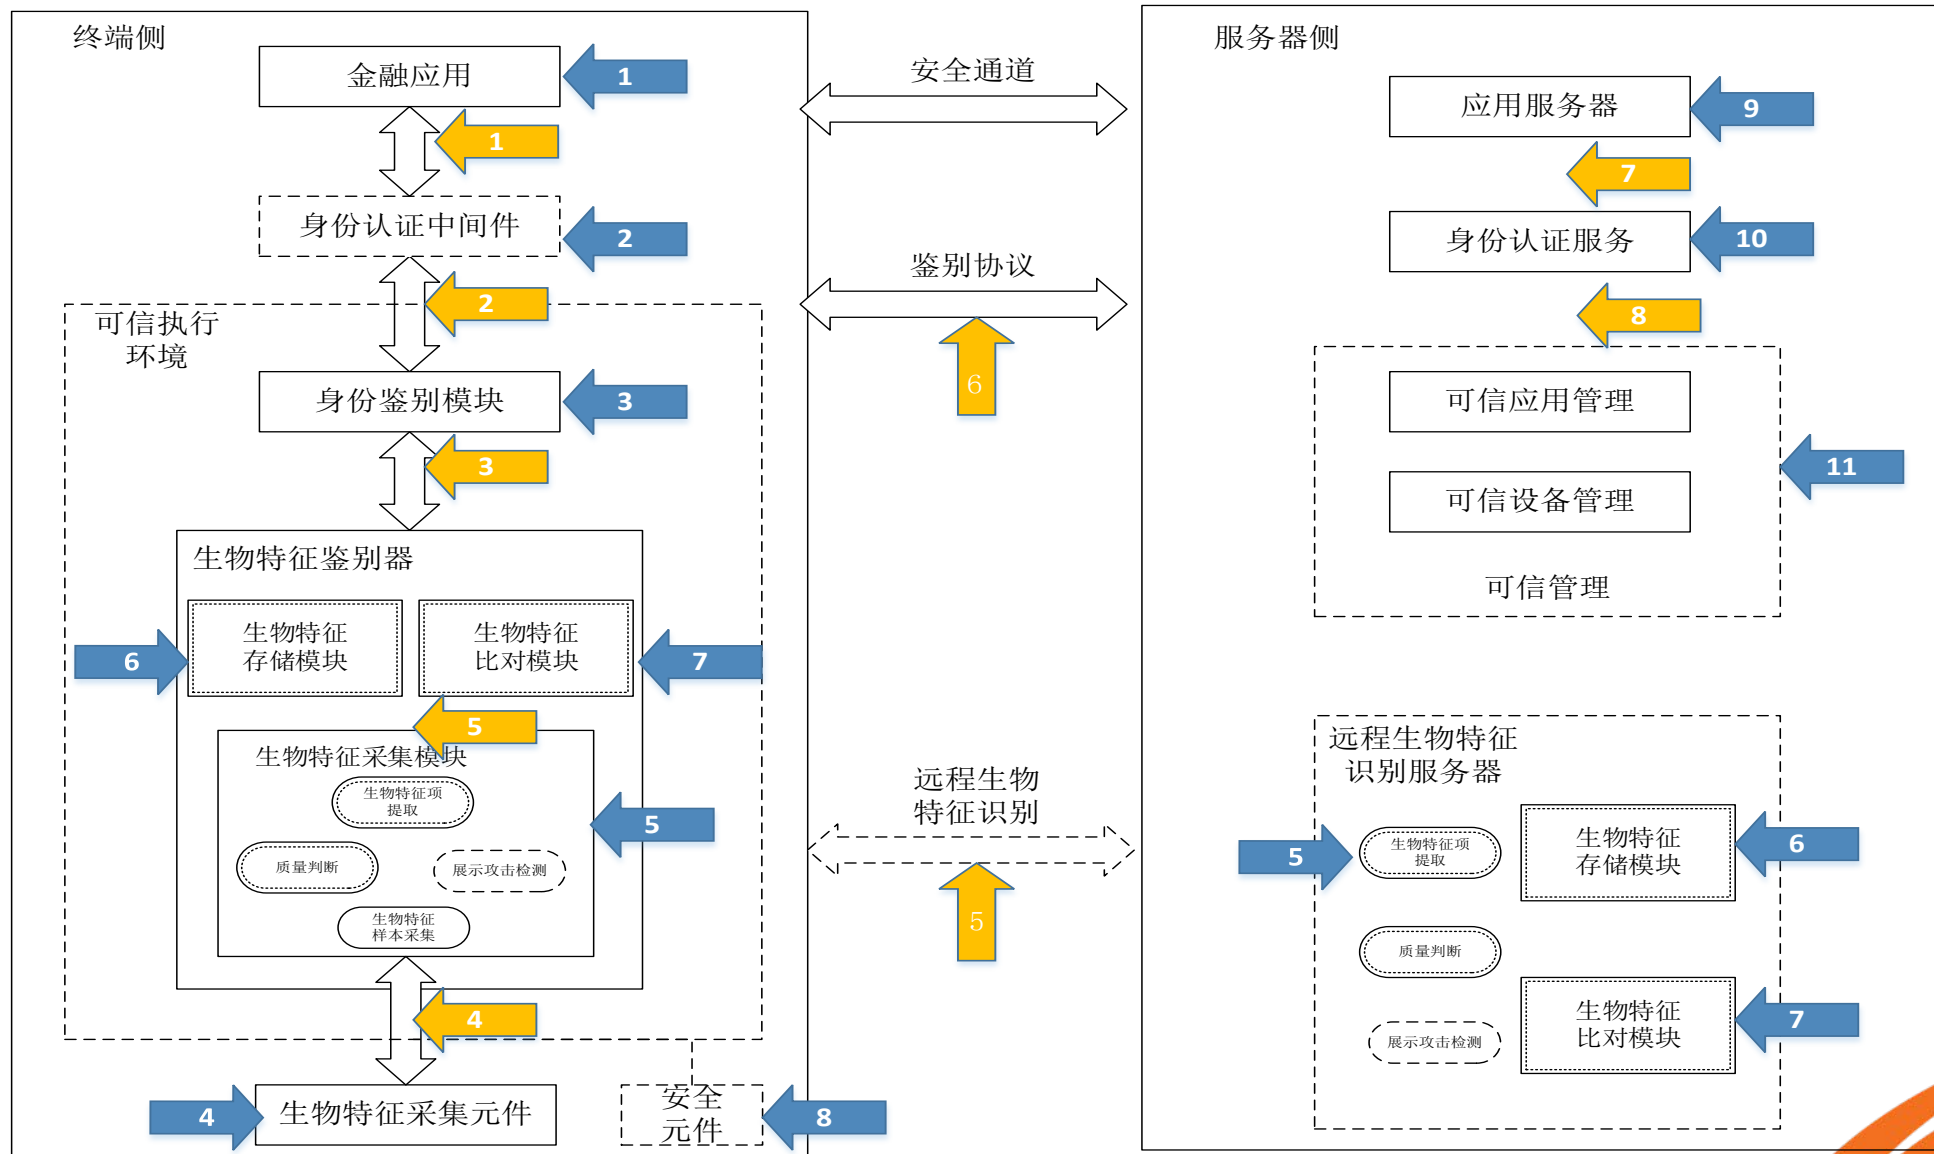 终端侧
金融应用
1
1
身份认证中间件
2
2
可信执行
环境
身份鉴别模块
3
3
生物特征鉴别器
生物特征
存储模块
6
生物特征
比对模块
7
5
生物特征采集模块
生物特征项
提取
质量判断
展示攻击检测
生物特征
样本采集
5
4
生物特征采集元件
4
安全
元件
8
安全通道
鉴别协议
6
远程生物
特征识别
5
服务器侧
应用服务器
9
7
身份认证服务
10
8
可信应用管理
可信设备管理
可信管理
11
远程生物特征
识别服务器
5
生物特征项
提取
质量判断
展示攻击检测
生物特征
存储模块
6
生物特征
比对模块
7